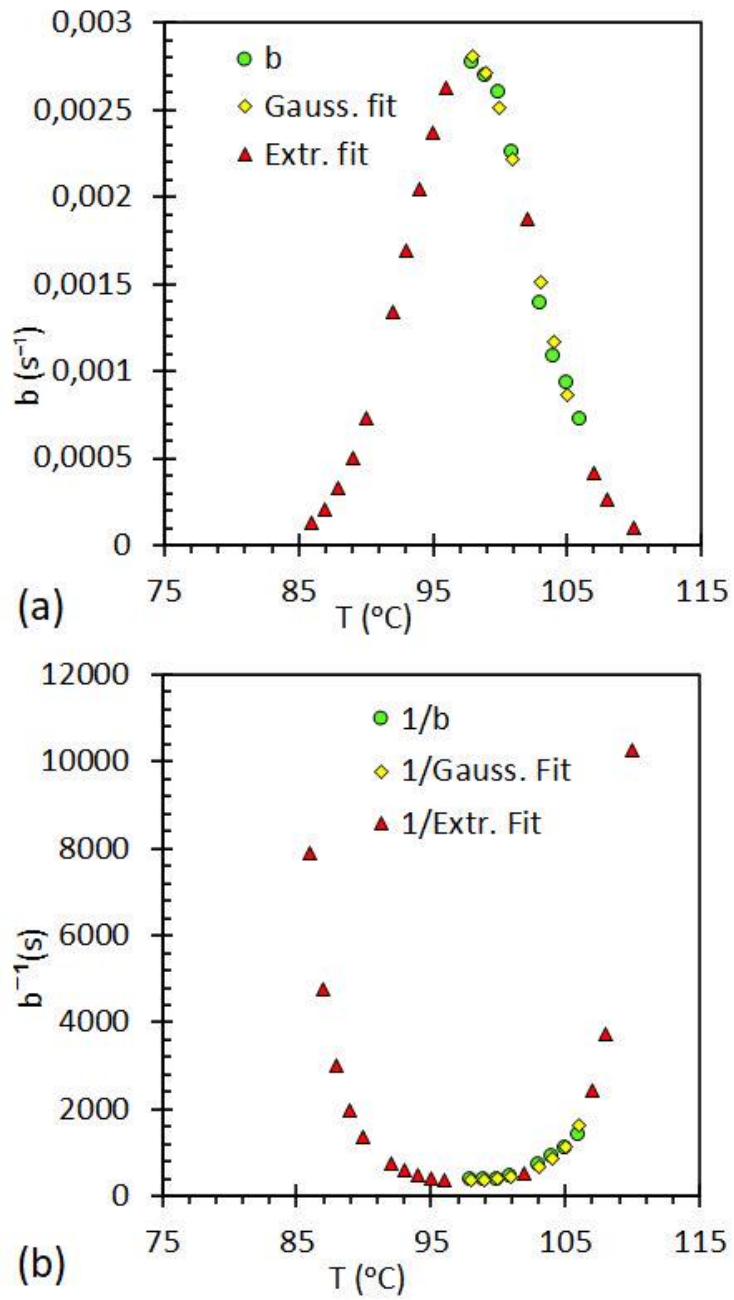 0,003
0,0025
0,002
0,0015
0,001
0,0005
0
b (s⁻¹)
b
Gauss. fit
Extr. fit
75
85
95
105
115
T (°C)
(a)
12000
10000
8000
6000
4000
2000
0
b⁻¹(s)
1/b
1/Gauss. Fit
1/Extr. Fit
75
85
95
105
115
T (°C)
(b)